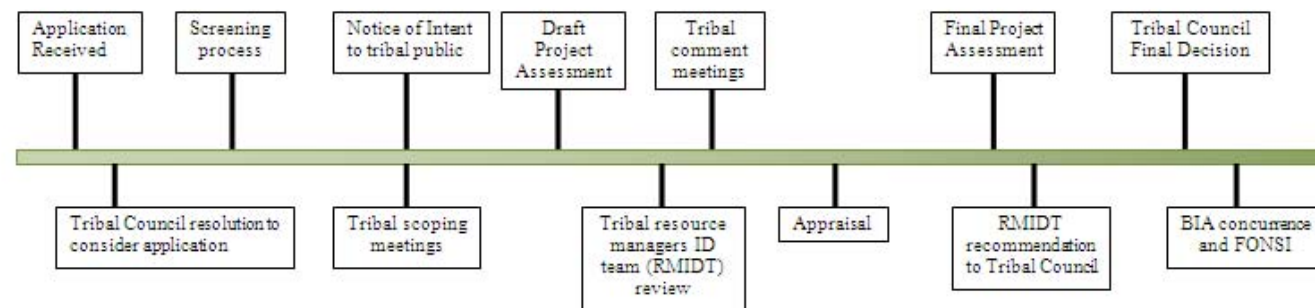 Application
Received
Screening
process
Notice of Intent
to tribal public
Draft
Project
Assessment
Tribal
comment
meetings
Final Project
Assessment
Tribal Council
Final Decision
Tribal Council resolution to
consider application
Tribal scoping
meetings
Tribal resource
managers ID
team (RMIDT)
review
Appraisal
RMIDT
recommendation
to Tribal Council
BIA concurrence
and FONSI